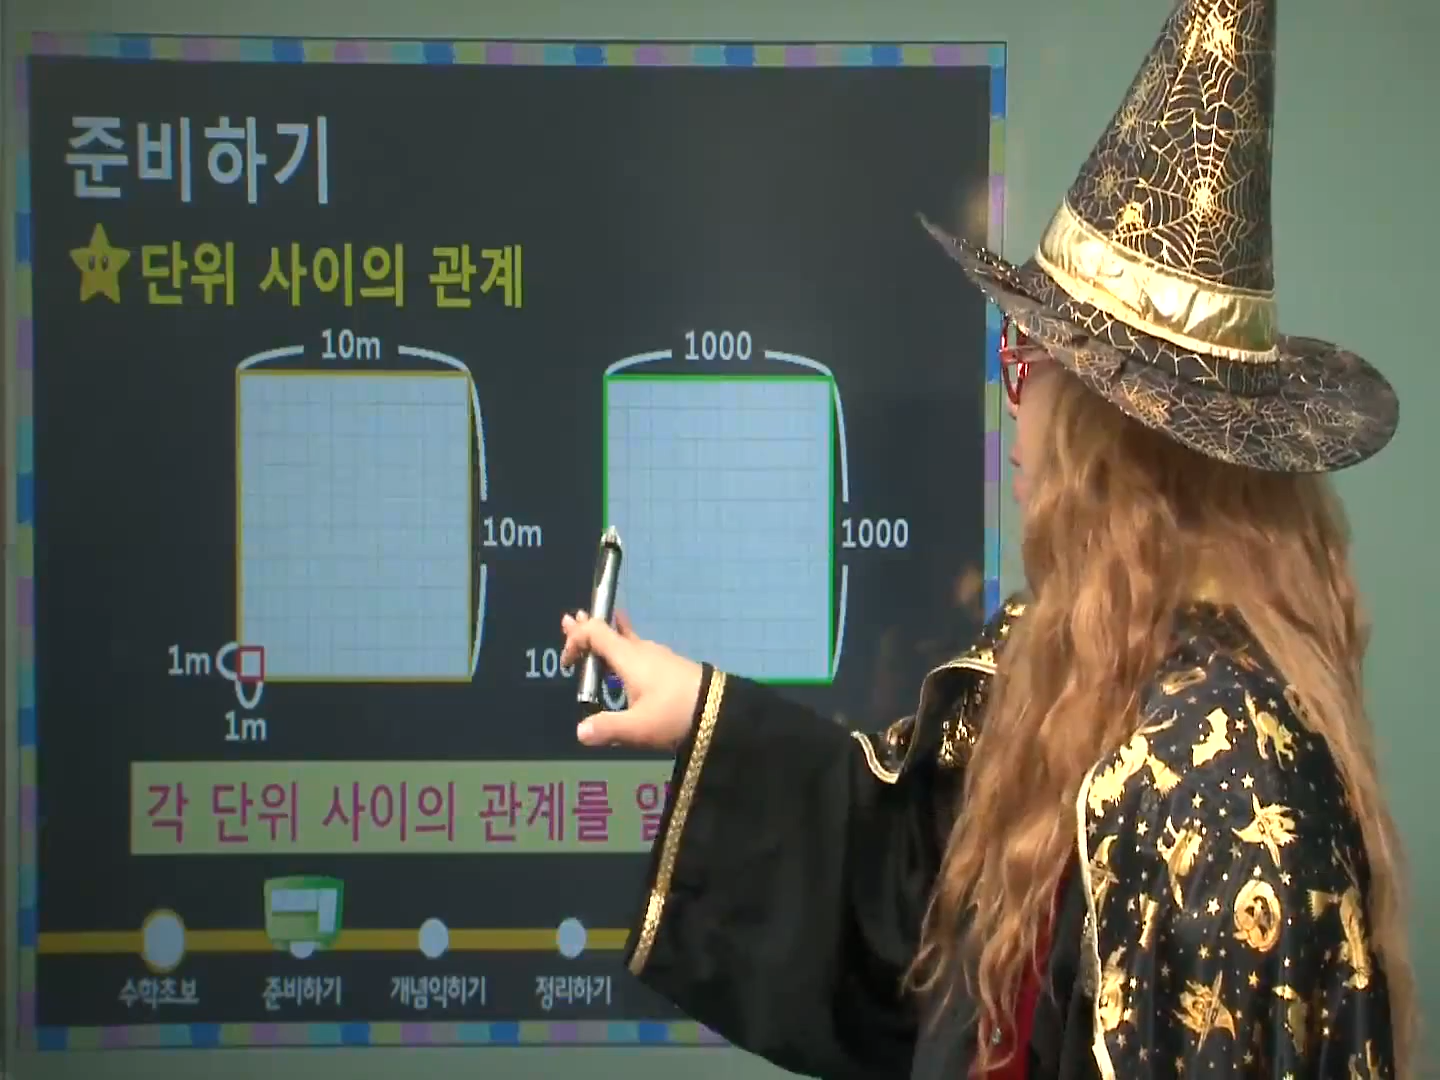 준비하기
단위 사이의 관계
10m 1000
10m 1000
1m
1m
각 단위 사이의 관계를
수학초보 준비하기 개념익히기 정리하기